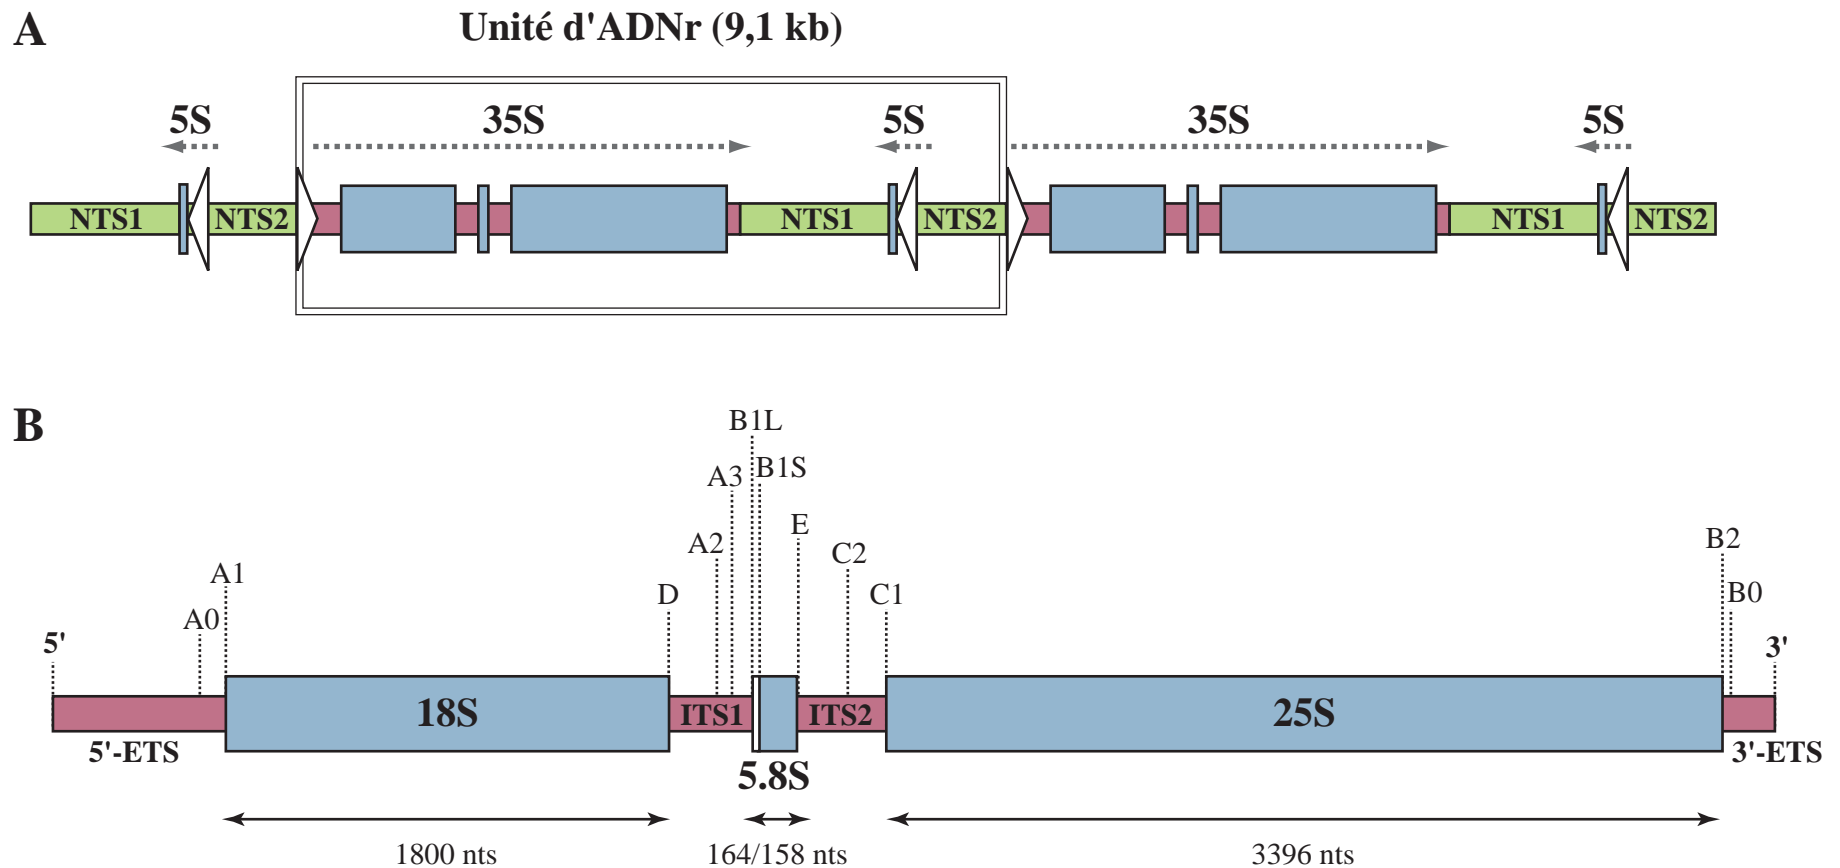 A
Unité d'ADNr (9,1 kb)
5S 35S 5S 35S 5S
NTS1 NTS2 NTS1 NTS2 NTS1 NTS2
B
B1L
B1S
A3
E
A2
C2
B2
A1
D
C1
B0
A0
5'
3'
18S ITS1 ITS2 25S
5'-ETS
3'-ETS
5.8S
1800 nts 164/158 nts 3396 nts